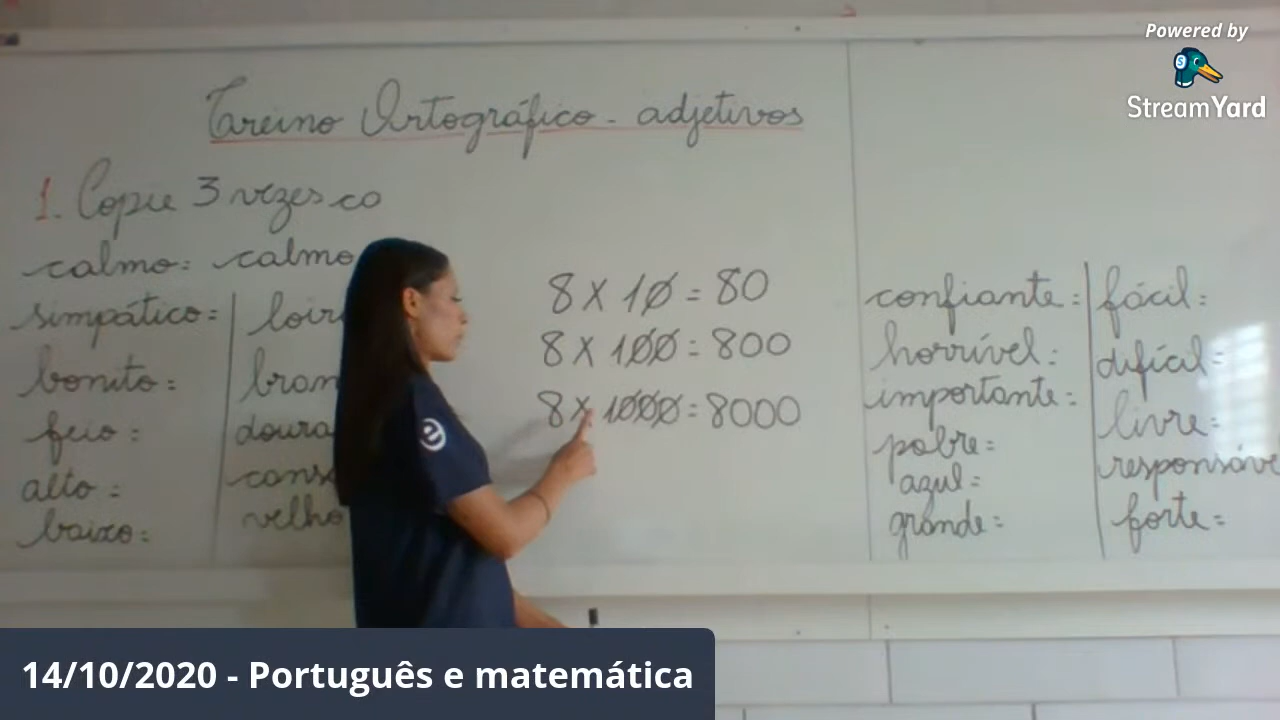 Powered by
StreamYard
Treino Ortográfico - adjetivos
1. Copie 3 vezes
calmo: calmo
simpático:
bonito:
feio:
alto:
baixo:
velho
8 x 10 = 80
8 x 100 = 800
8 x 1000 = 8000
confiante:
horrível:
importante:
pobre:
azul:
grande:
fácil:
difícil:
livre:
responsáve
forte:
e
14/10/2020 - Português e matemática